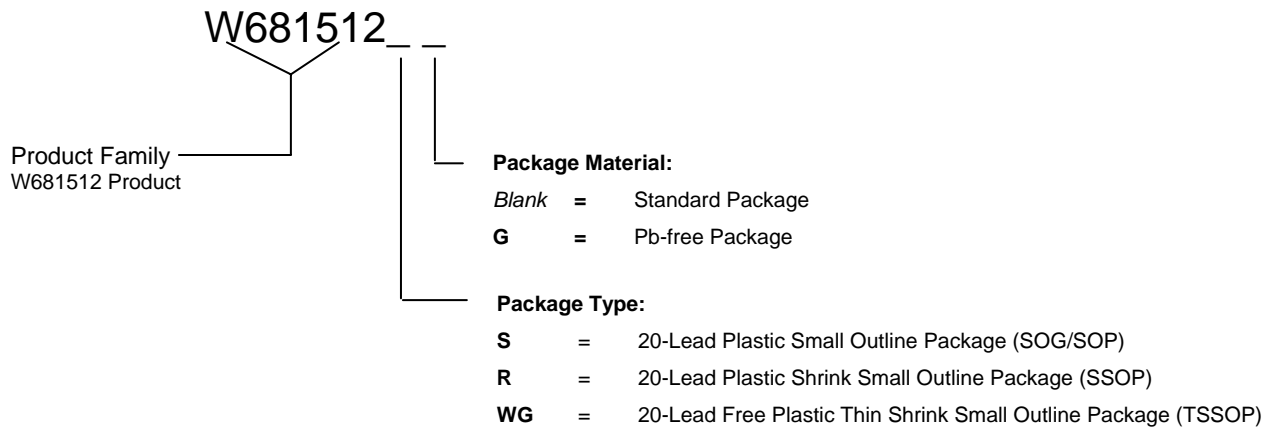 W681512_ _
Product Family
W681512 Product
Package Material:
Blank = Standard Package
G = Pb-free Package
Package Type:
S = 20-Lead Plastic Small Outline Package (SOG/SOP)
R = 20-Lead Plastic Shrink Small Outline Package (SSOP)
WG = 20-Lead Free Plastic Thin Shrink Small Outline Package (TSSOP)